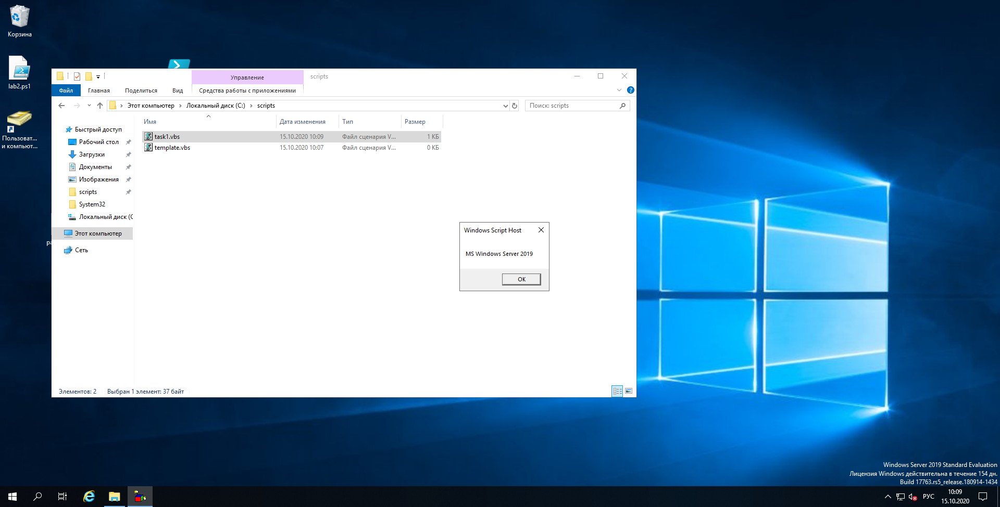 Корзина
lab2.ps1
Пользоват...
и компьют...
Управление
scripts
Файл
Главная
Поделиться
Вид
Средства работы с приложениями
?
Этот компьютер
Локальный диск (C:)
scripts
Поиск: scripts
Имя
Дата изменения
Тип
Размер
task1.vbs 15.10.2020 10:09 Файл сценария V... 1 КБ
template.vbs 15.10.2020 10:07 Файл сценария V... 0 КБ
Быстрый доступ
Рабочий стол
Загрузки
Документы
Изображения
scripts
System32
Локальный диск (C
Этот компьютер
Сеть
Windows Script Host
MS Windows Server 2019
ОК
Элементов: 2
Выбран 1 элемент: 37 байт
Windows Server 2019 Standard Evaluation
Лицензия Windows действительна в течение 154 дн.
Build 17763.rs5_release.180914-1434
РУС
10:09
15.10.2020